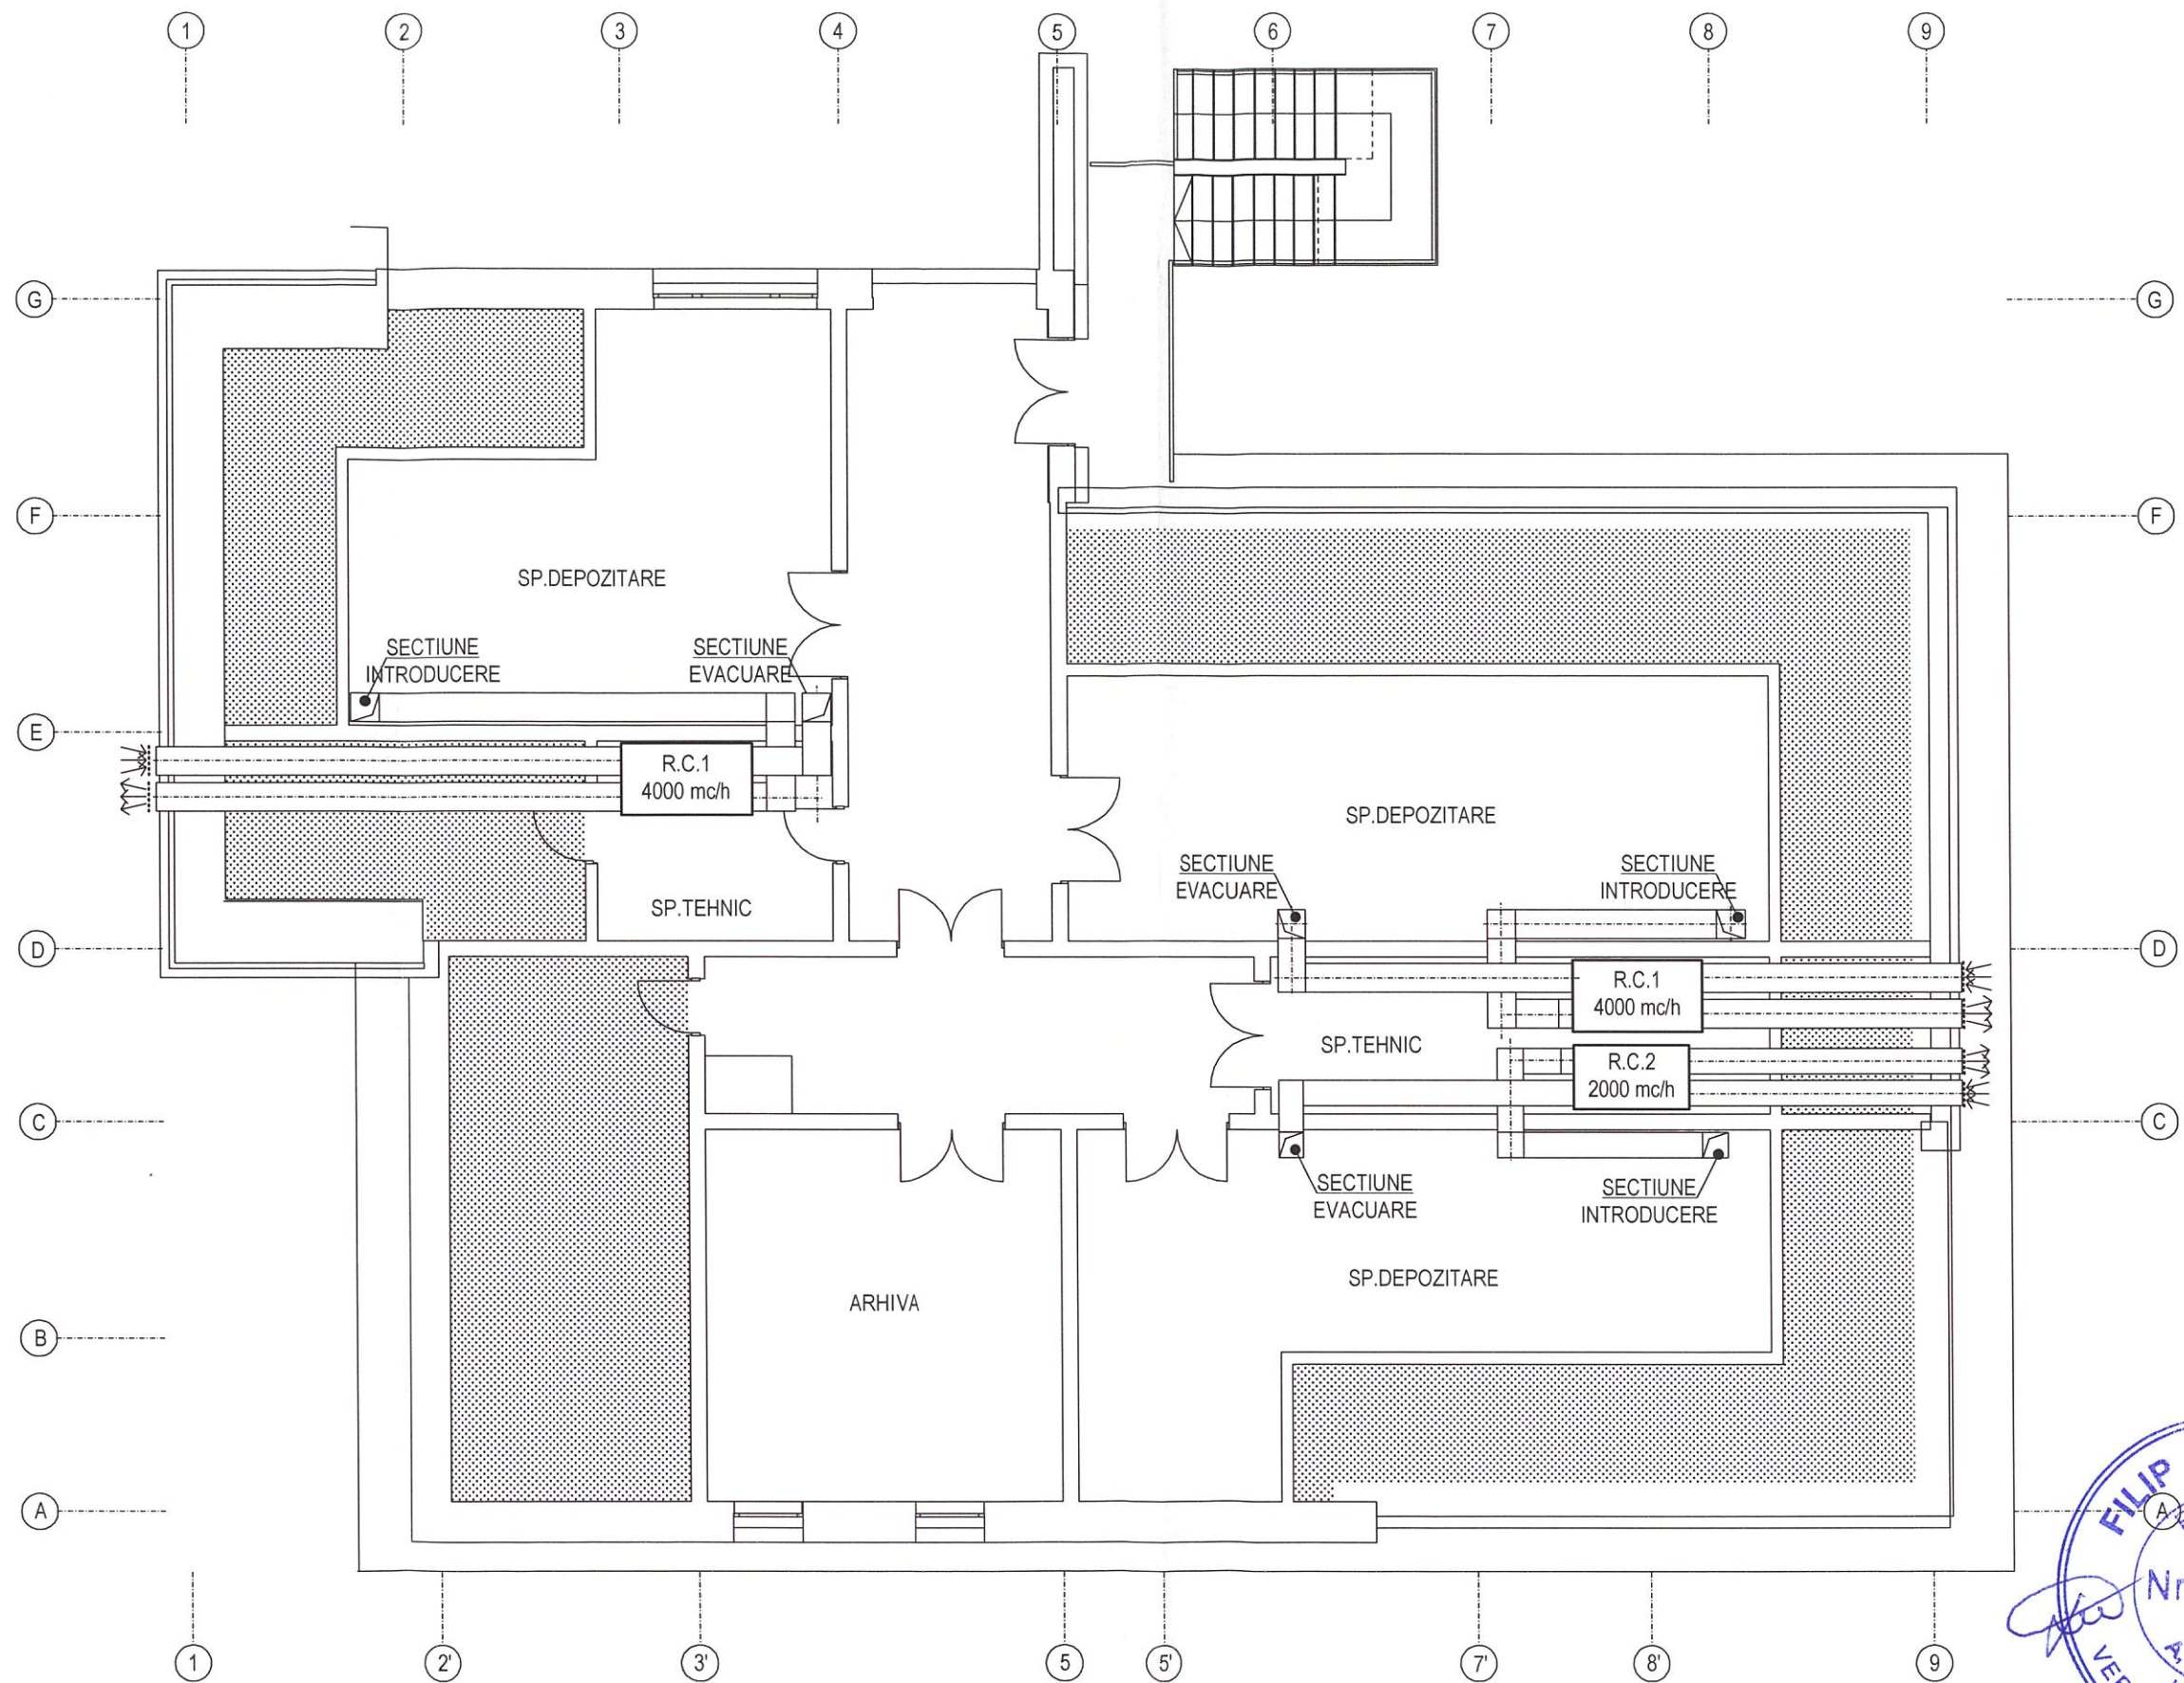 1 2 3 4 5 6 7 8 9
G G
F F
SP.DEPOZITARE
SECTIUNE
INTRODUCERE
SECTIUNE
EVACUARE
E
R.C.1
4000 mc/h
SP.DEPOZITARE
SECTIUNE
EVACUARE
SECTIUNE
INTRODUCERE
SP.TEHNIC
D D
R.C.1
4000 mc/h
SP.TEHNIC
R.C.2
2000 mc/h
C C
SECTIUNE
EVACUARE
SECTIUNE
INTRODUCERE
SP.DEPOZITARE
ARHIVA
B
A A
FILIP
1 2' 3' 5 5' 7' 8' 9